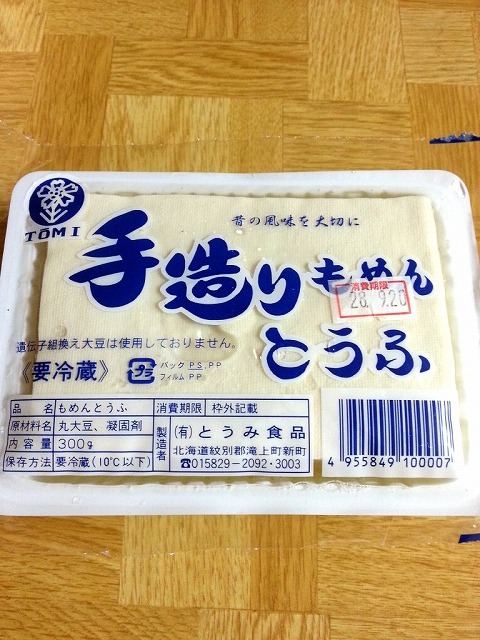 TOMI
昔の風味を大切に
手造りもめん
とうふ
消費期限
28. 9.20
遺伝子組換え大豆は使用しておりません。
《要冷蔵》
プラ
パック PS,PP
フィルム PP
品名 もめんとうふ
原材料名 丸大豆、凝固剤
内容量 300g
保存方法 要冷蔵(10℃以下)
消費期限 枠外記載
製造者
(有)とうみ食品
北海道紋別郡滝上町新町
☎015829-2092・3003
4 955849 100007